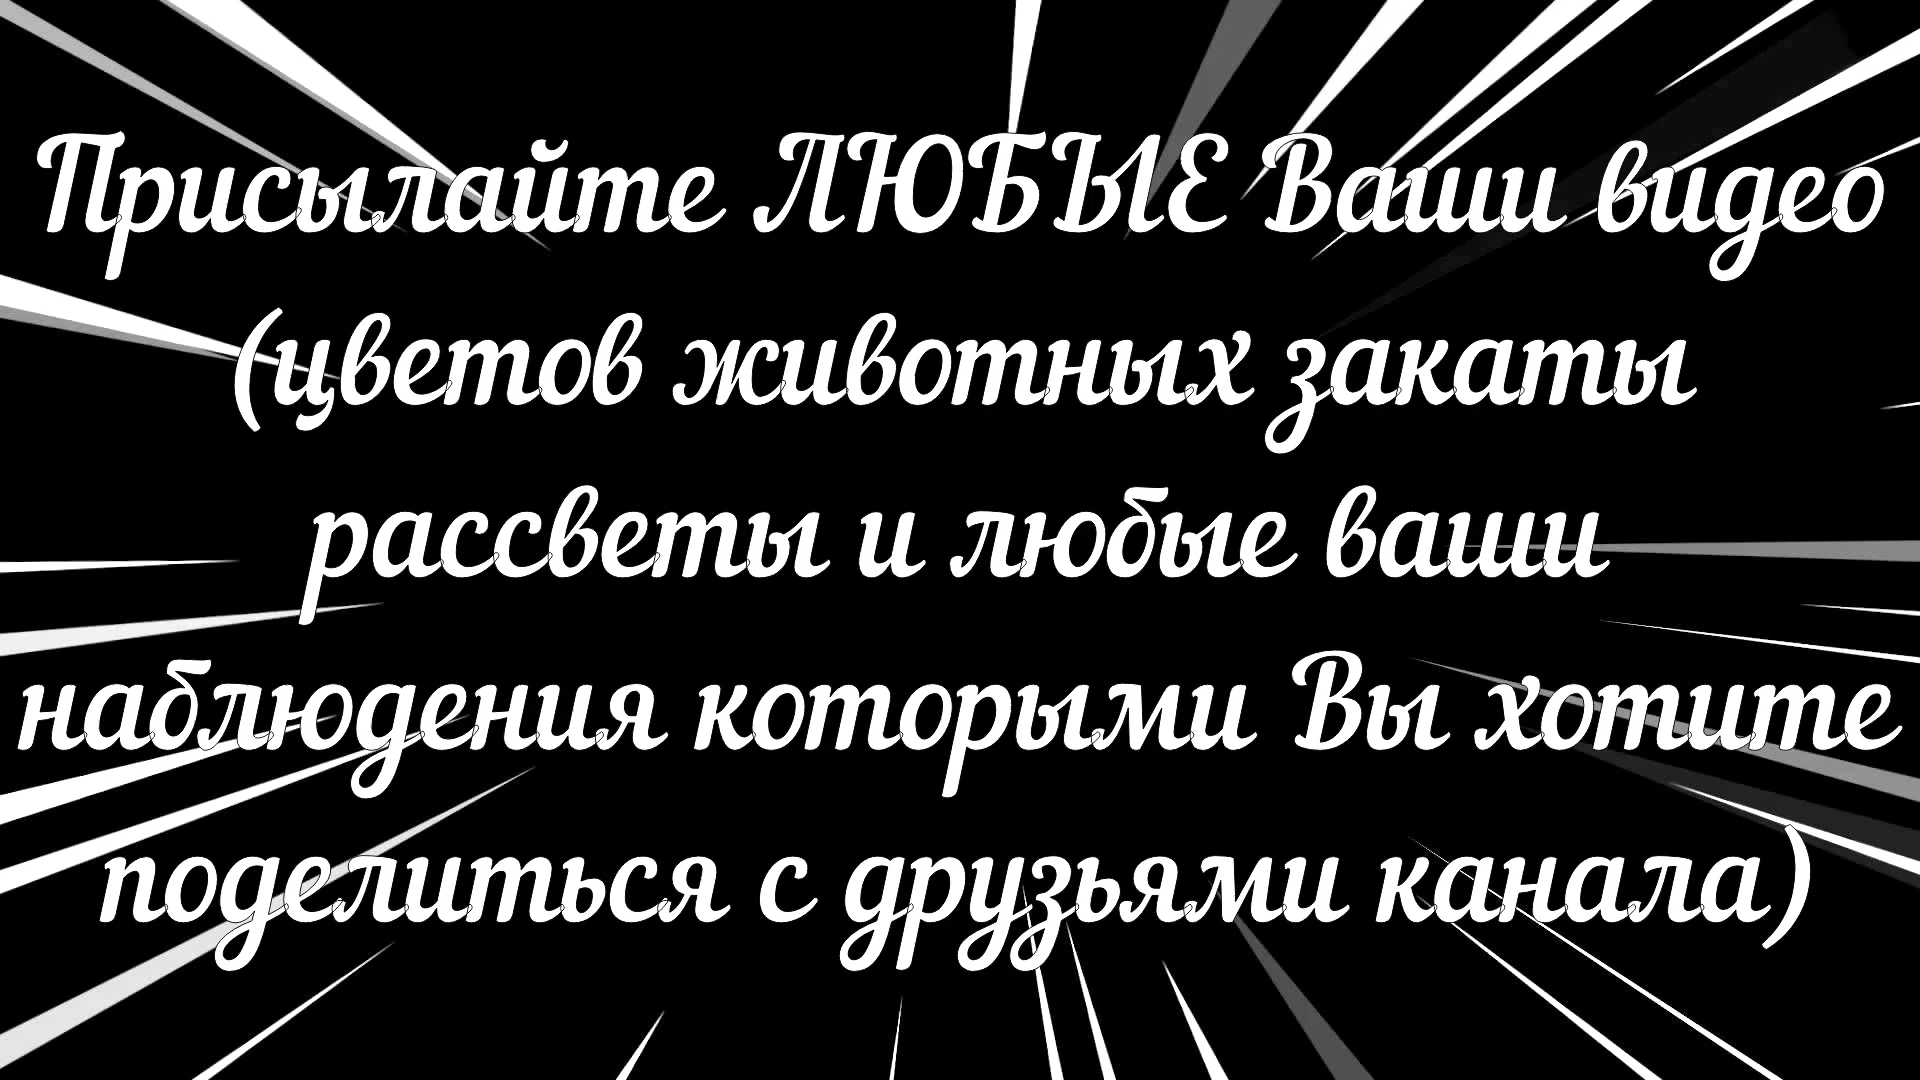 Присылайте ЛЮБЫЕ Ваши видео
(цветов животных закаты
рассветы и любые ваши
наблюдения которыми Вы хотите
поделиться с друзьями канала)